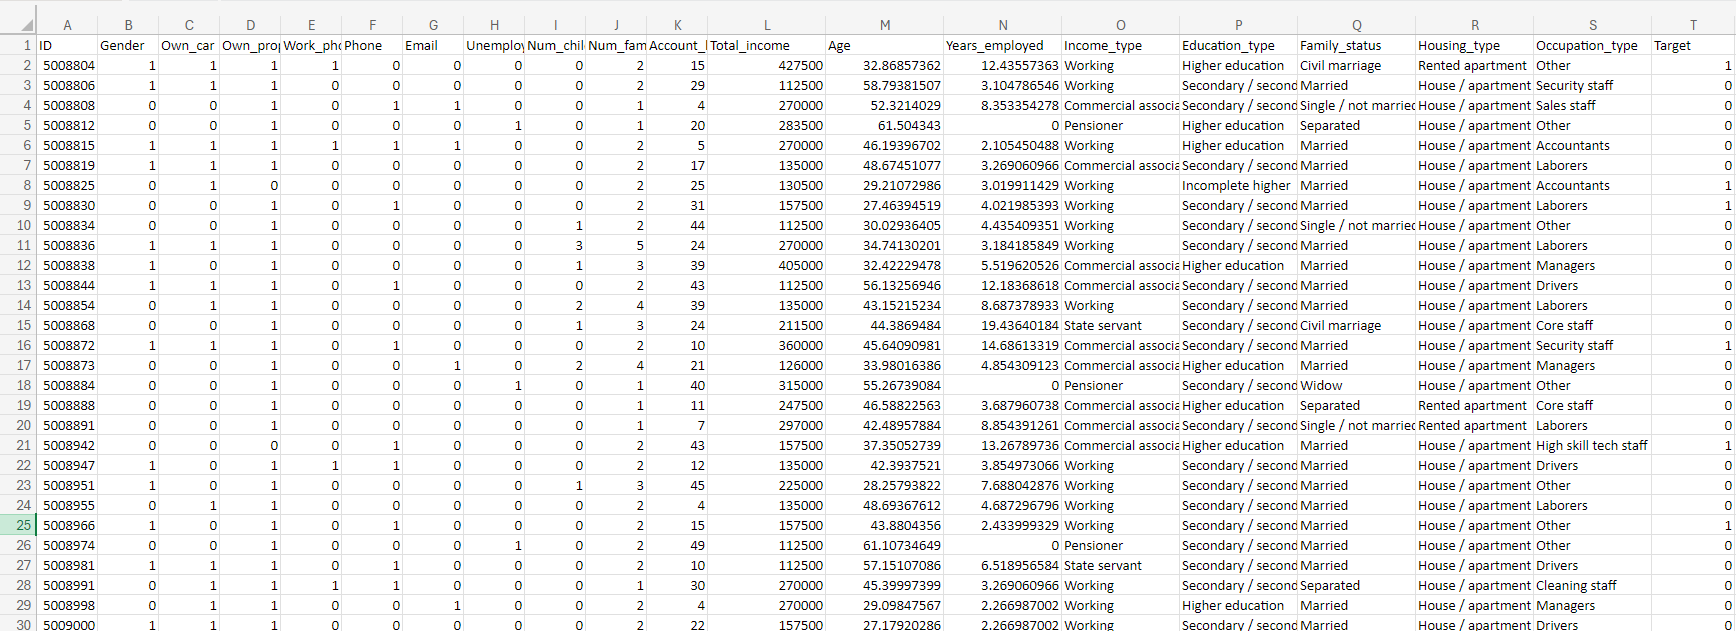 A B C D E F G H I J K L M N O P Q R S T
1 ID Gender Own_car Own_prop Work_pho Phone Email Unemploy Num_chil Num_fam Account_l Total_income Age Years_employed Income_type Education_type Family_status Housing_type Occupation_type Target
2 5008804 1 1 1 1 0 0 0 0 2 15 427500 32.86857362 12.43557363 Working Higher education Civil marriage Rented apartment Other 1
3 5008806 1 1 1 0 0 0 0 0 2 29 112500 58.79381507 3.104786546 Working Secondary / second Married House / apartment Security staff 0
4 5008808 0 0 1 0 1 1 0 0 1 4 270000 52.3214029 8.353354278 Commercial associa Secondary / second Single / not married House / apartment Sales staff 0
5 5008812 0 0 1 0 0 0 1 0 1 20 283500 61.504343 0 Pensioner Higher education Separated House / apartment Other 0
6 5008815 1 1 1 1 1 1 0 0 2 5 270000 46.19396702 2.105450488 Working Higher education Married House / apartment Accountants 0
7 5008819 1 1 1 0 0 0 0 0 2 17 135000 48.67451077 3.269060966 Commercial associa Secondary / second Married House / apartment Laborers 0
8 5008825 0 1 0 0 0 0 0 0 2 25 130500 29.21072986 3.019911429 Working Incomplete higher Married House / apartment Accountants 1
9 5008830 0 0 1 0 1 0 0 0 2 31 157500 27.46394519 4.021985393 Working Secondary / second Married House / apartment Laborers 1
10 5008834 0 0 1 0 0 0 0 1 2 44 112500 30.02936405 4.435409351 Working Secondary / second Single / not married House / apartment Other 0
11 5008836 1 1 1 0 0 0 0 3 5 24 270000 34.74130201 3.184185849 Working Secondary / second Married House / apartment Laborers 0
12 5008838 1 0 1 0 0 0 0 1 3 39 405000 32.42229478 5.519620526 Commercial associa Higher education Married House / apartment Managers 0
13 5008844 1 1 1 0 1 0 0 0 2 43 112500 56.13256946 12.18368618 Commercial associa Secondary / second Married House / apartment Drivers 0
14 5008854 0 1 1 0 0 0 0 2 4 39 135000 43.15215234 8.687378933 Working Secondary / second Married House / apartment Laborers 0
15 5008868 0 0 1 0 0 0 0 1 3 24 211500 44.3869484 19.43640184 State servant Secondary / second Civil marriage House / apartment Core staff 0
16 5008872 1 1 1 0 1 0 0 0 2 10 360000 45.64090981 14.68613319 Commercial associa Secondary / second Married House / apartment Security staff 1
17 5008873 0 0 1 0 0 1 0 2 4 21 126000 33.98016386 4.854309123 Commercial associa Higher education Married House / apartment Managers 0
18 5008884 0 0 1 0 0 0 1 0 1 40 315000 55.26739084 0 Pensioner Secondary / second Widow House / apartment Other 0
19 5008888 0 0 1 0 0 0 0 0 1 11 247500 46.58822563 3.687960738 Commercial associa Higher education Separated Rented apartment Core staff 0
20 5008891 0 0 1 0 0 0 0 0 1 7 297000 42.48957884 8.854391261 Commercial associa Secondary / second Single / not married Rented apartment Laborers 0
21 5008942 0 0 0 0 1 0 0 0 2 43 157500 37.35052739 13.26789736 Commercial associa Higher education Married House / apartment High skill tech staff 1
22 5008947 1 0 1 1 1 0 0 0 2 12 135000 42.3937521 3.854973066 Working Secondary / second Married House / apartment Drivers 0
23 5008951 1 0 1 0 0 0 0 1 3 45 225000 28.25793822 7.688042876 Working Secondary / second Married House / apartment Other 0
24 5008955 0 1 1 0 0 0 0 0 2 4 135000 48.69367612 4.687296796 Working Secondary / second Married House / apartment Laborers 0
25 5008966 1 0 1 0 1 0 0 0 2 15 157500 43.8804356 2.433999329 Working Secondary / second Married House / apartment Other 1
26 5008974 0 0 1 0 0 0 1 0 2 49 112500 61.10734649 0 Pensioner Secondary / second Married House / apartment Other 0
27 5008981 1 1 1 0 1 0 0 0 2 10 112500 57.15107086 6.518956584 State servant Secondary / second Married House / apartment Drivers 0
28 5008991 0 1 1 1 1 0 0 0 1 30 270000 45.39997399 3.269060966 Working Secondary / second Separated House / apartment Cleaning staff 0
29 5008998 0 1 1 0 0 1 0 0 2 4 270000 29.09847567 2.266987002 Working Higher education Married House / apartment Managers 0
30 5009000 1 1 1 0 0 0 0 0 2 22 157500 27.17920286 2.266987002 Working Secondary / second Married House / apartment Drivers 0